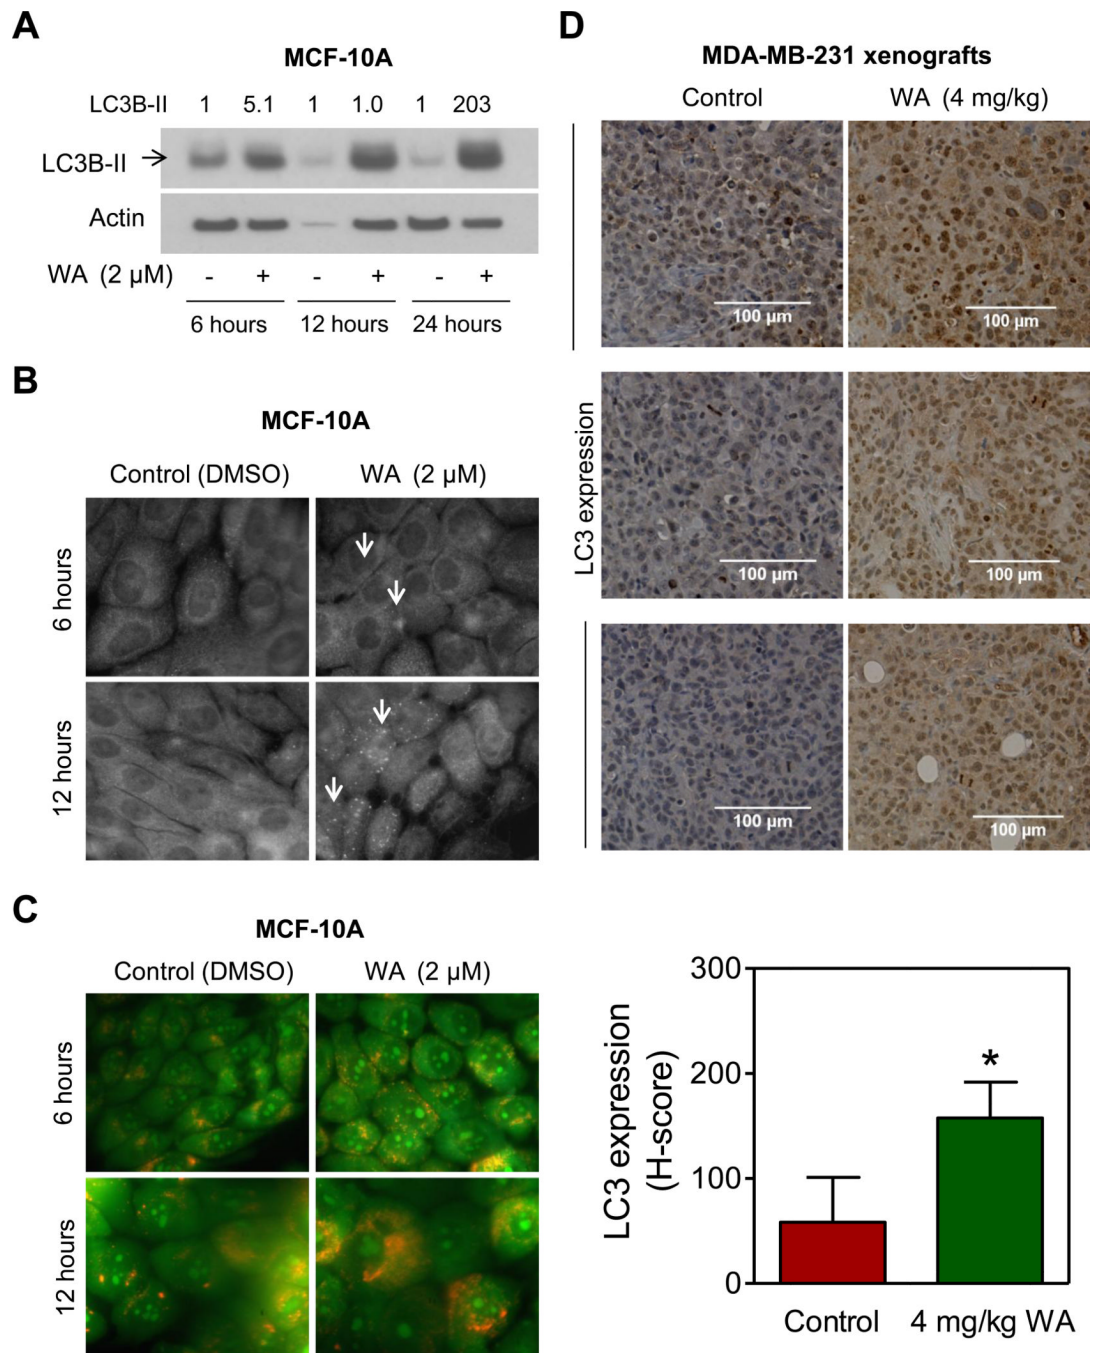 A
MCF-10A
LC3B-II 1 5.1 1 1.0 1 203
LC3B-II
Actin
WA (2 µM) - + - + - +
6 hours 12 hours 24 hours
B
MCF-10A
Control (DMSO) WA (2 µM)
6 hours
12 hours
C
MCF-10A
Control (DMSO) WA (2 µM)
6 hours
12 hours
D
MDA-MB-231 xenografts
Control WA (4 mg/kg)
LC3 expression
100 µm 100 µm
100 µm 100 µm
100 µm 100 µm
LC3 expression
(H-score)
300
200
100
0
*
Control 4 mg/kg WA